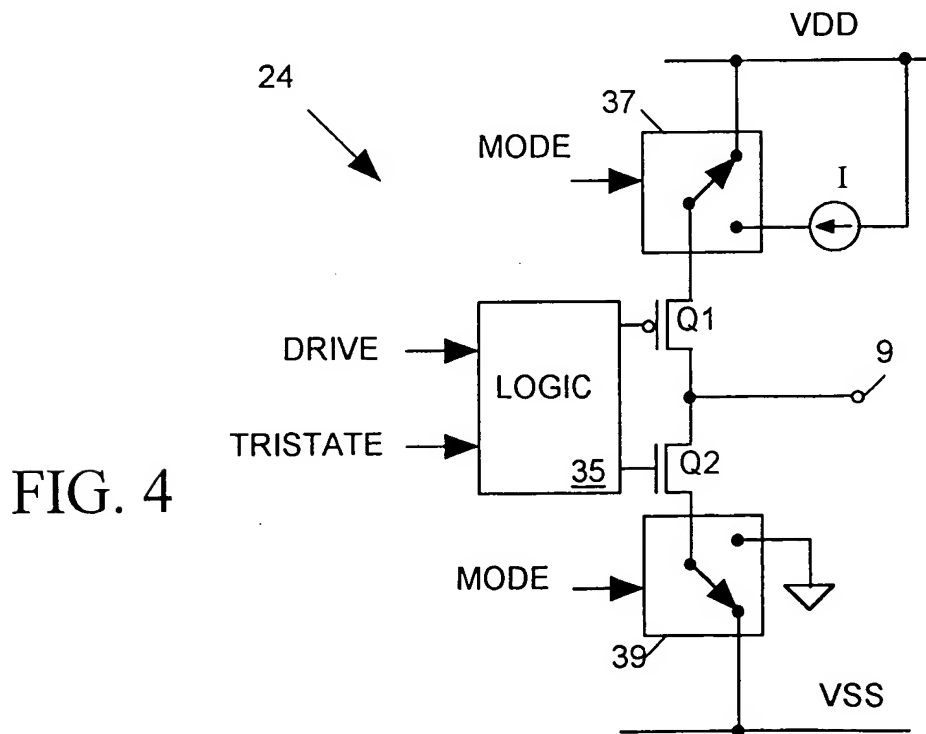 VDD
24
37
MODE
I
Q1
DRIVE
9
LOGIC
TRISTATE
Q2
35
FIG. 4
MODE
39
VSS